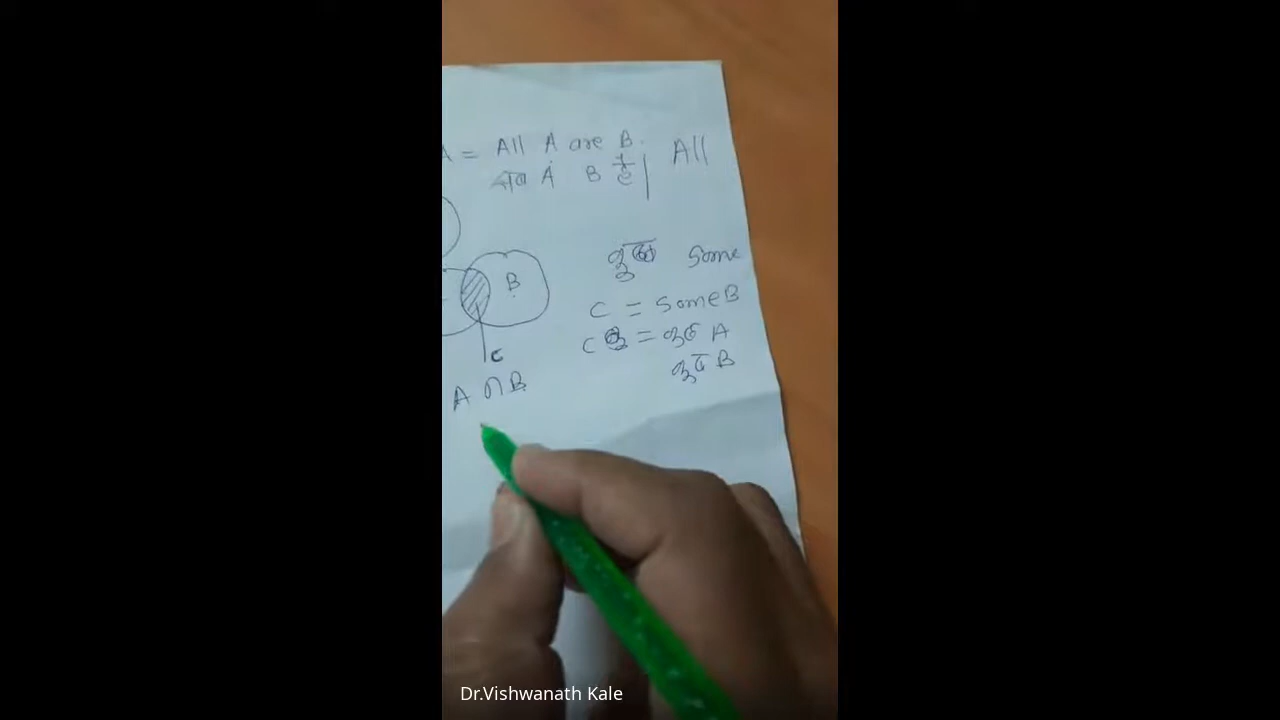 A = All A are B. All
सब A B है |
कुछ Some
B
C = Some B
C = कुछ A
C
कुछ B
A ∩ B
Dr.Vishwanath Kale